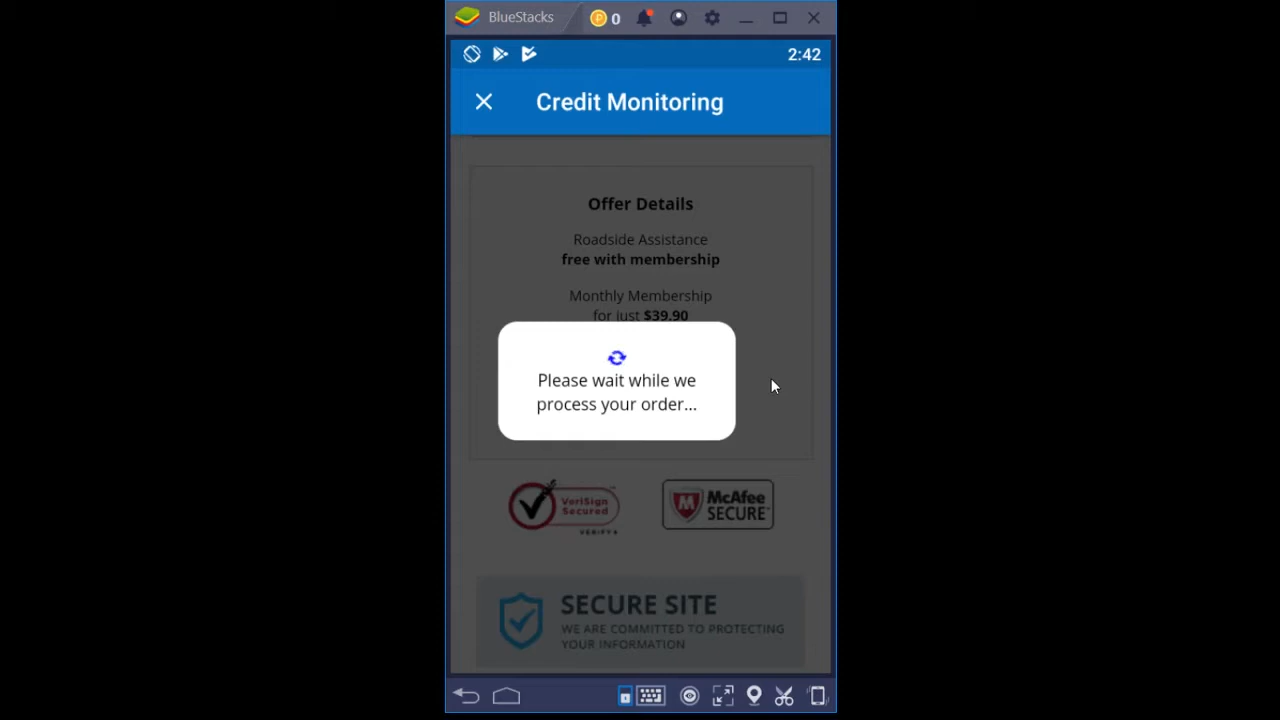 BlueStacks
0
2:42
Credit Monitoring
Offer Details
Roadside Assistance
free with membership
Monthly Membership
for just $39.90
Please wait while we
process your order...
VeriSign
Secured
VERIFY
McAfee
SECURE
SECURE SITE
WE ARE COMMITTED TO PROTECTING
YOUR INFORMATION